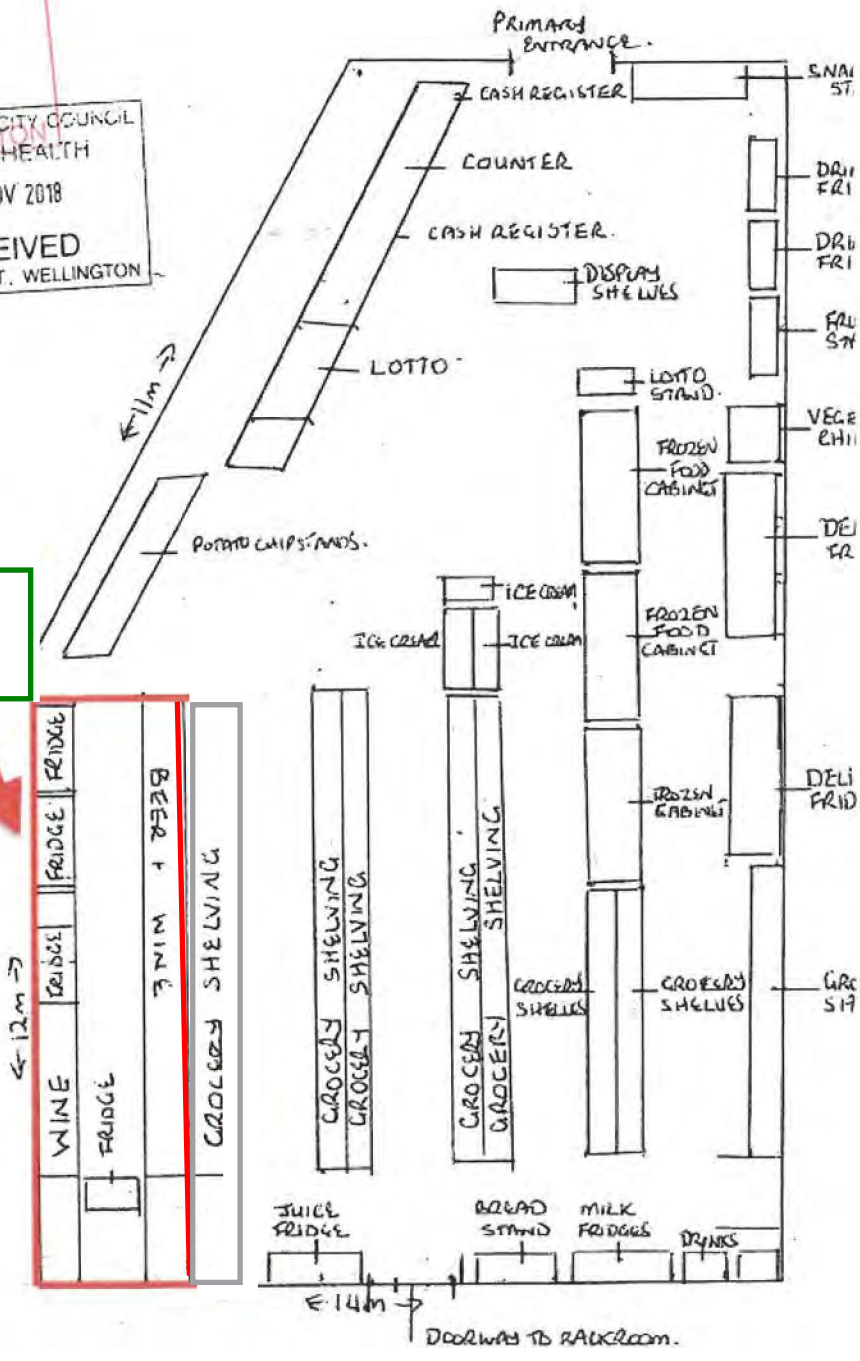 PRIMARY
ENTRANCE.
CITY COUNCIL
HEALTH
2018
WELLINGTON
CASH REGISTER
COUNTER
CASH REGISTER.
DISPLAY
SHELVES
← 11m →
LOTTO
LOTTO
STAND.
FROZEN
FOOD
CABINET
POTATO CHIP STANDS.
ICE CREAM
ICE CREAM
ICE CREAM
FROZEN
FOOD
CABINET
FROZEN
CABINET
FRIDGE
FRIDGE
FRIDGE
WINE
FRIDGE
BEER + WINE
GROCERY SHELVING
GROCERY SHELVING
GROCERY SHELVING
GROCERY SHELVING
GROCERY SHELVING
GROCERY
SHELVES
GROCERY
SHELVES
← 12m →
JUICE
FRIDGE
BREAD
STAND
MILK
FRIDGES
DRINKS
← 14m →
DOORWAY TO BACKROOM.